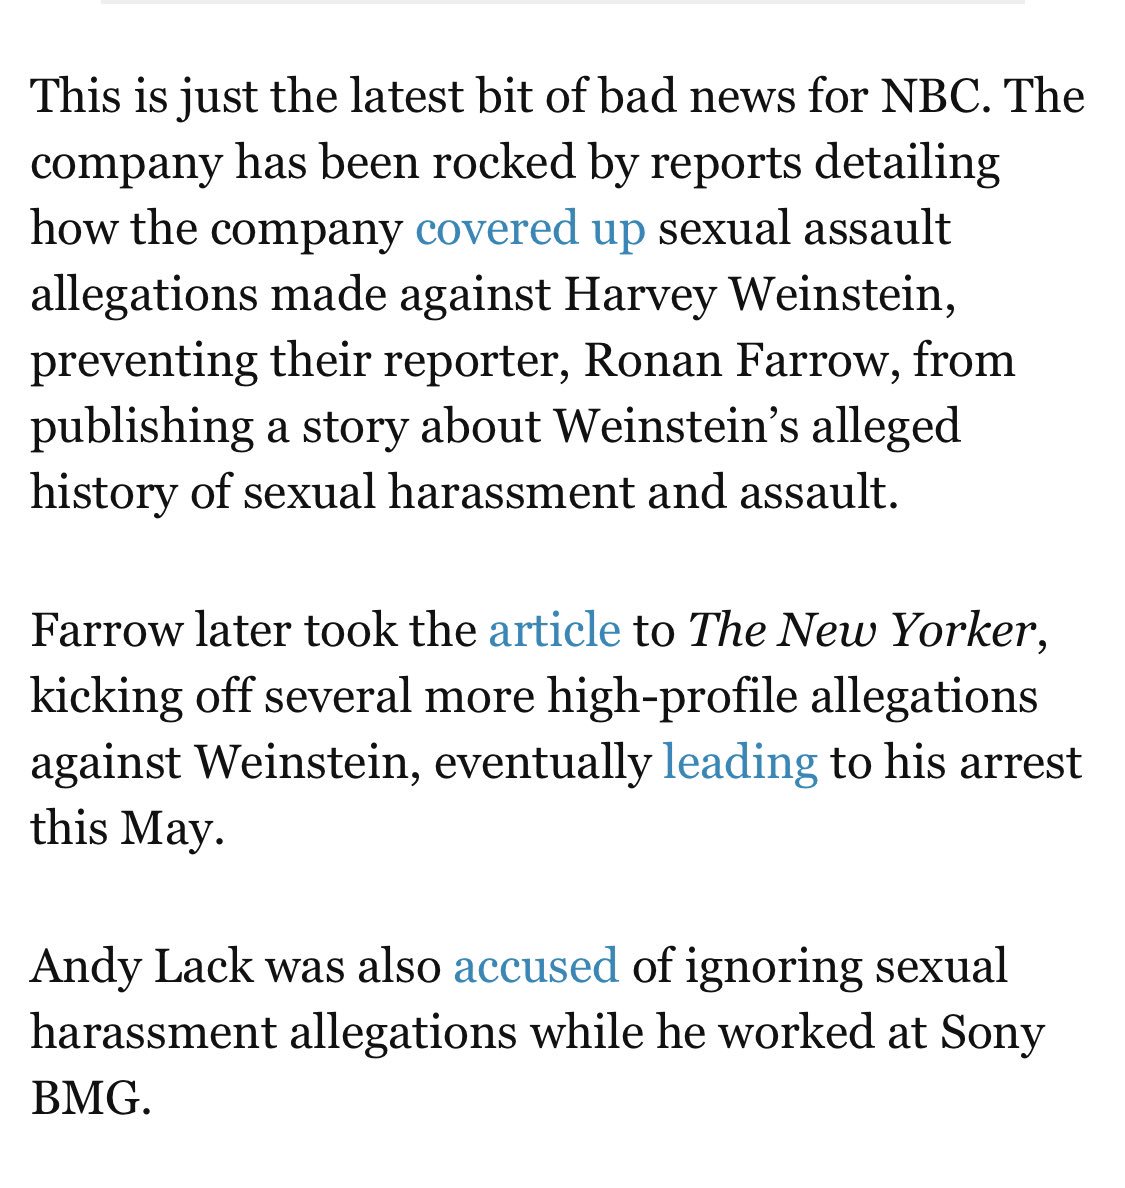 This is just the latest bit of bad news for NBC. The
company has been rocked by reports detailing
how the company covered up sexual assault
allegations made against Harvey Weinstein,
preventing their reporter, Ronan Farrow, from
publishing a story about Weinstein’s alleged
history of sexual harassment and assault.
Farrow later took the article to The New Yorker,
kicking off several more high-profile allegations
against Weinstein, eventually leading to his arrest
this May.
Andy Lack was also accused of ignoring sexual
harassment allegations while he worked at Sony
BMG.